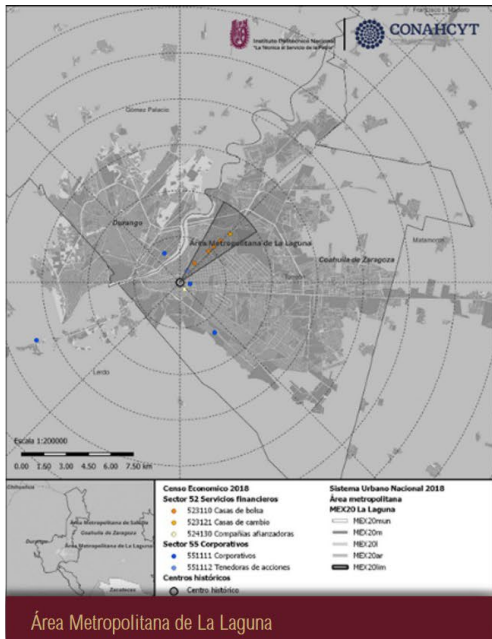 Francisco I. Madero
Instituto Politécnico Nacional
"La Técnica al Servicio de la Patria"
CONAHCYT
Gómez Palacio
Durango
Área Metropolitana de La Laguna
Matamoros
Coahuila de Zaragoza
Torreón
Lerdo
Escala 1:200000
0.00 1.50 3.00 4.50 6.00 7.50 km
Chihuahua
Área Metropolitana de Saltillo
Coahuila de Zaragoza
Durango
Área Metropolitana de La Laguna
Zacatecas
Censo Economico 2018
Sector 52 Servicios financieros
523110 Casas de bolsa
523121 Casas de cambio
524130 Compañías afianzadoras
Sector 55 Corporativos
551111 Corporativos
551112 Tenedoras de acciones
Centros históricos
Centro histórico
Sistema Urbano Nacional 2018
Área metropolitana
MEX20 La Laguna
MEX20mun
MEX20m
MEX20l
MEX20ar
MEX20lim
Área Metropolitana de La Laguna